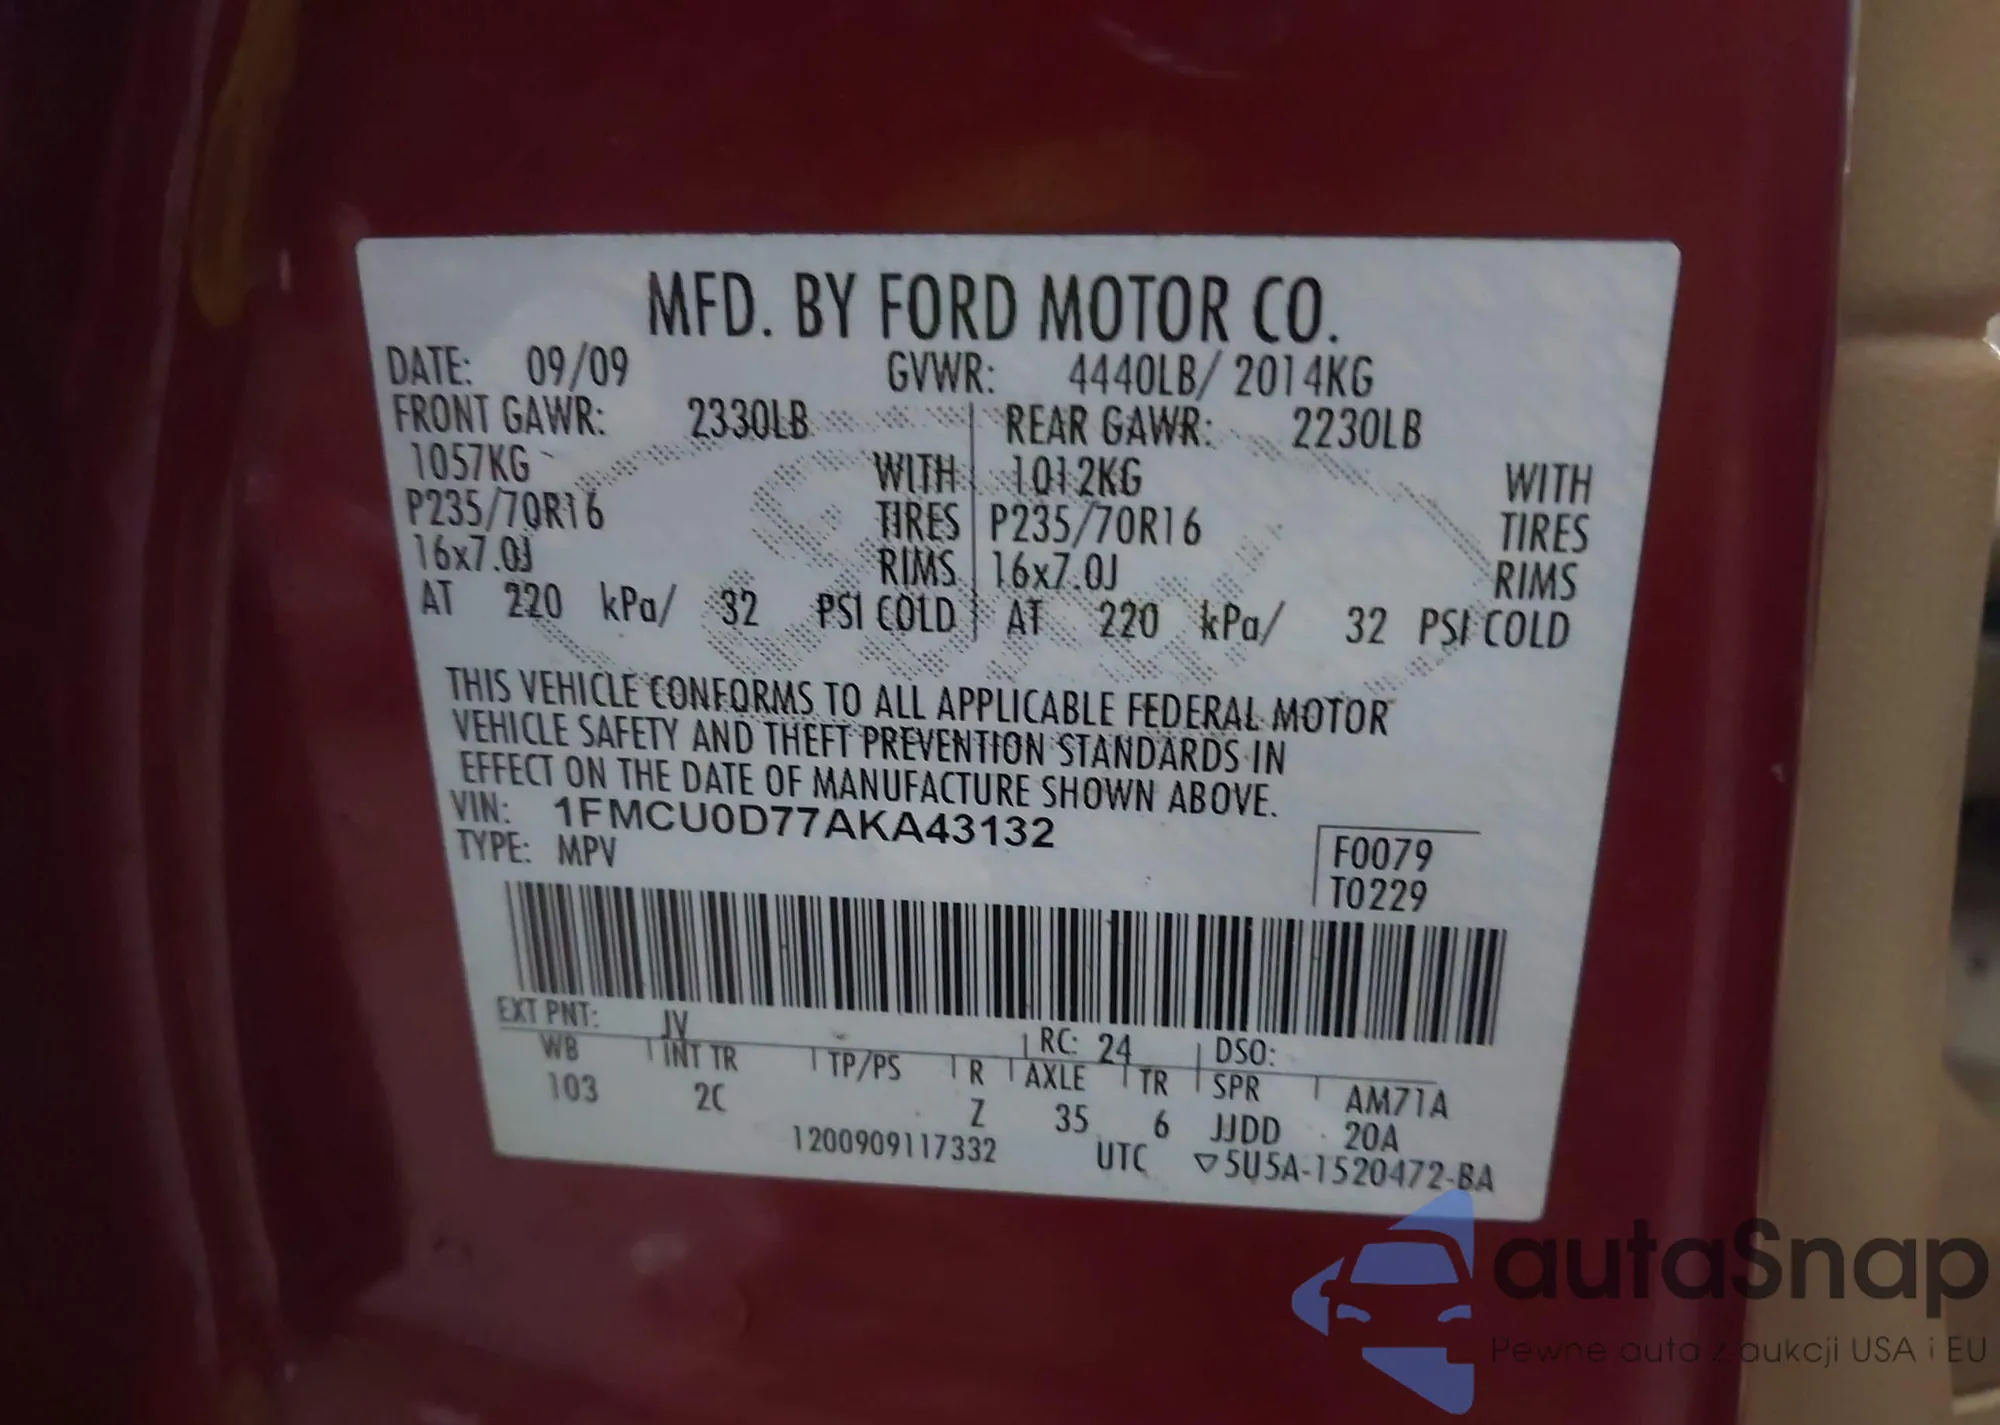 MFD. BY FORD MOTOR CO.
DATE: 09/09 GVWR: 4440LB/ 2014KG
FRONT GAWR: 2330LB REAR GAWR: 2230LB
1057KG WITH 1012KG WITH
P235/70R16 TIRES P235/70R16 TIRES
16x7.0J RIMS 16x7.0J RIMS
AT 220 kPa/ 32 PSI COLD AT 220 kPa/ 32 PSI COLD
THIS VEHICLE CONFORMS TO ALL APPLICABLE FEDERAL MOTOR
VEHICLE SAFETY AND THEFT PREVENTION STANDARDS IN
EFFECT ON THE DATE OF MANUFACTURE SHOWN ABOVE.
VIN: 1FMCU0D77AKA43132
TYPE: MPV
F0079
T0229
EXT PNT: JV RC: 24 DSO:
WB INT TR TP/PS R AXLE TR SPR AM71A
103 2C Z 35 6 JJDD 20A
1200909117332 UTC ▽5U5A-1520472-BA
autaSnap
Pewne auta z aukcji USA i EU